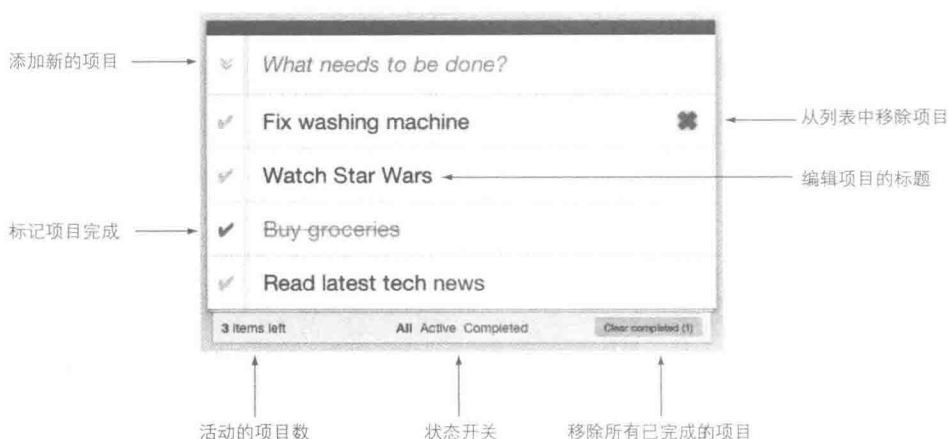 添加新的项目
What needs to be done?
Fix washing machine
从列表中移除项目
Watch Star Wars
编辑项目的标题
标记项目完成
Buy groceries
Read latest tech news
3 items left
All Active Completed
Clear completed (1)
活动的项目数
状态开关
移除所有已完成的项目